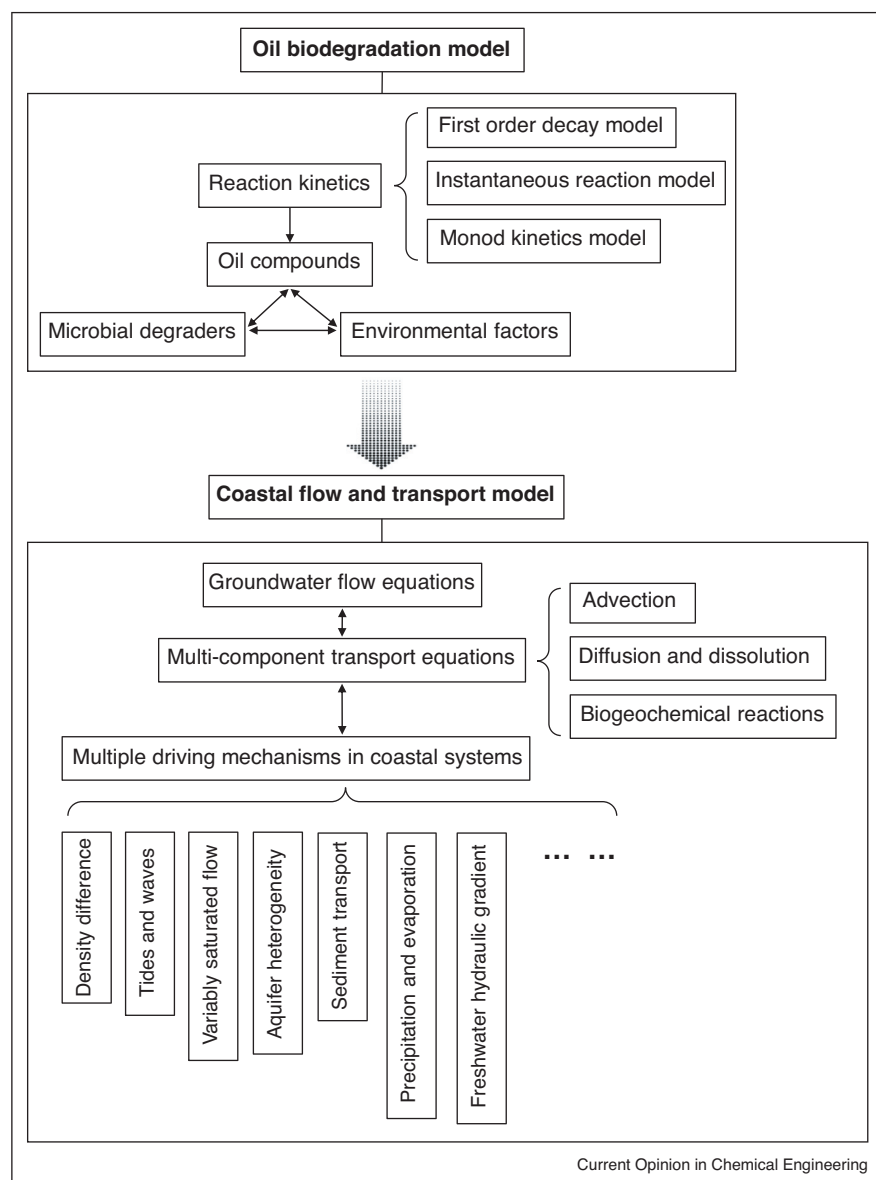 Oil biodegradation model
First order decay model
Reaction kinetics
Instantaneous reaction model
Monod kinetics model
Oil compounds
Microbial degraders
Environmental factors
Coastal flow and transport model
Groundwater flow equations
Advection
Multi-component transport equations
Diffusion and dissolution
Biogeochemical reactions
Multiple driving mechanisms in coastal systems
Density difference
Tides and waves
Variably saturated flow
Aquifer heterogeneity
Sediment transport
Precipitation and evaporation
Freshwater hydraulic gradient
... ...
Current Opinion in Chemical Engineering